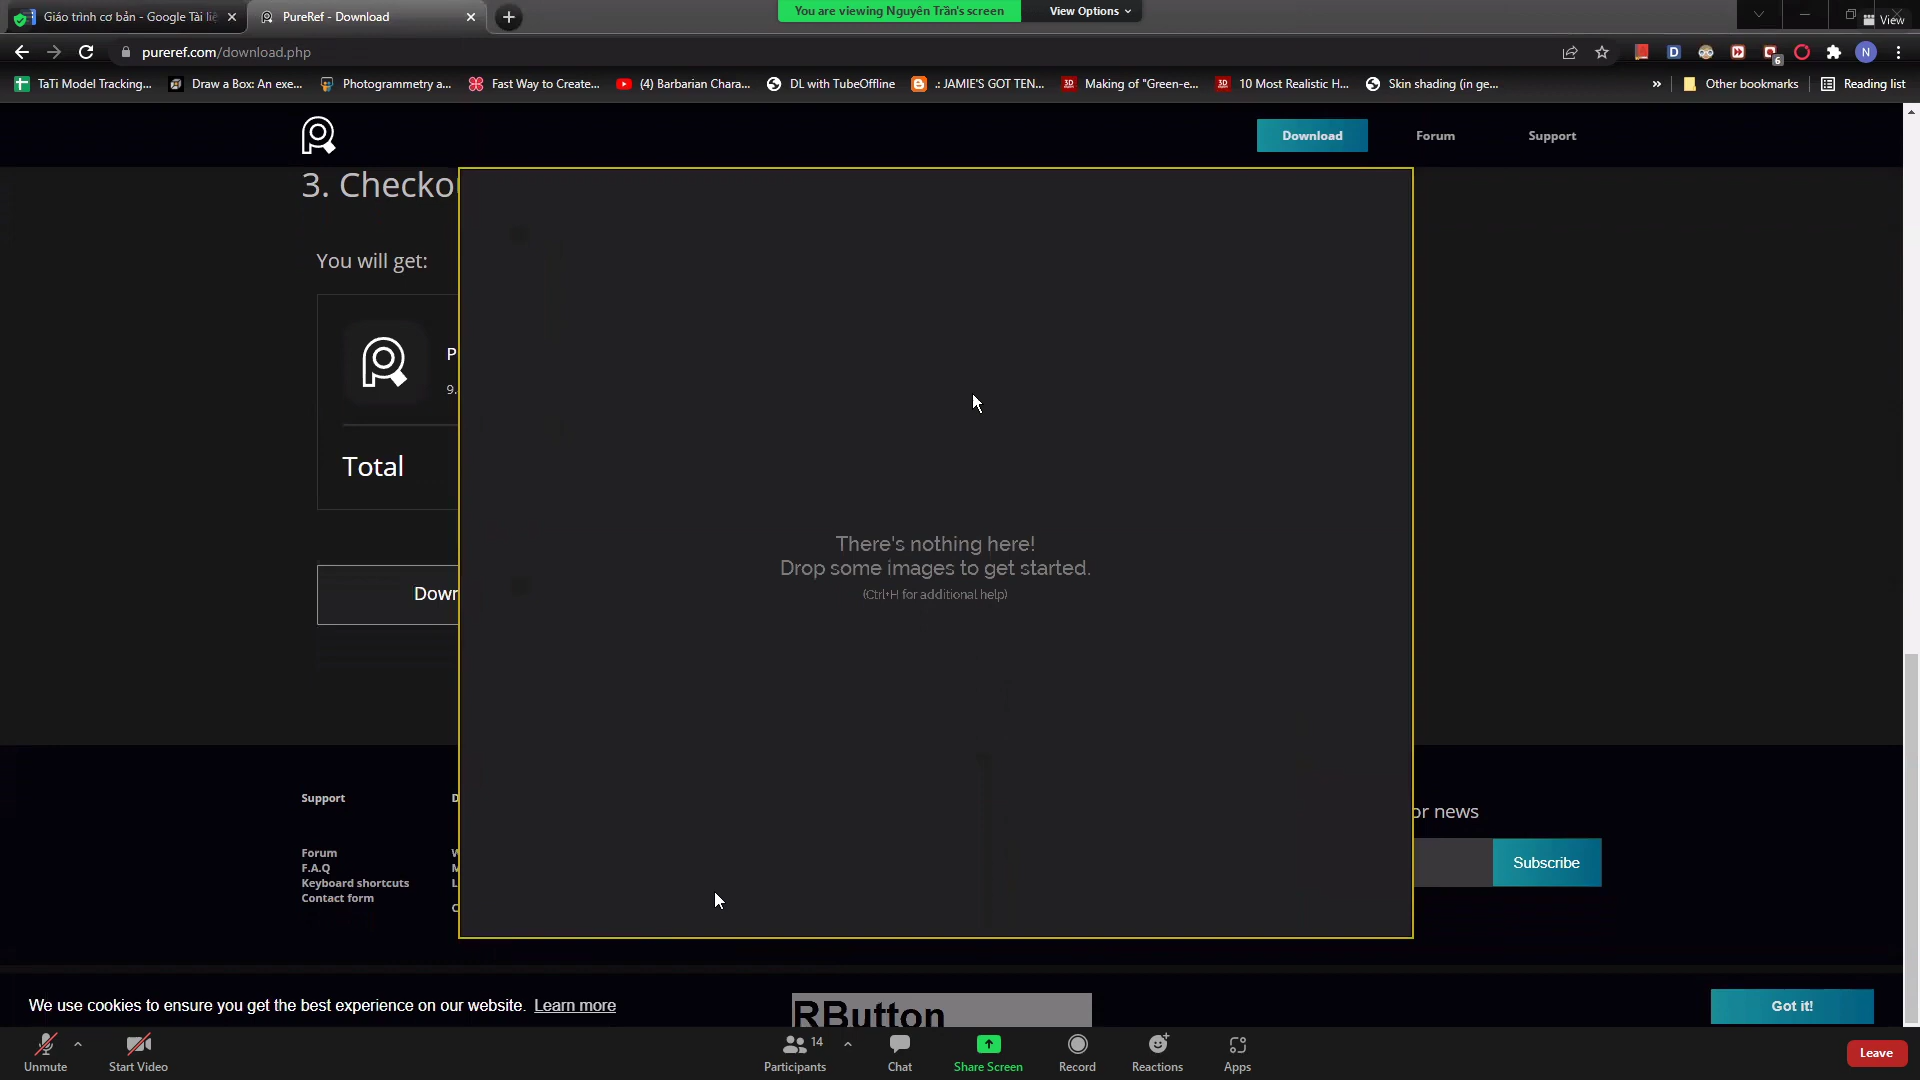 Giáo trình cơ bản - Google Tài liệ
PureRef - Download
You are viewing Nguyên Trần's screen
View Options
View
pureref.com/download.php
6
N
TaTi Model Tracking...
Draw a Box: An exe...
Photogrammetry a...
Fast Way to Create...
(4) Barbarian Chara...
DL with TubeOffline
.: JAMIE'S GOT TEN...
Making of "Green-e...
10 Most Realistic H...
Skin shading (in ge...
»
Other bookmarks
Reading list
Download
Forum
Support
3. Checko
You will get:
P
9.
Total
There's nothing here!
Drop some images to get started.
(Ctrl+H for additional help)
Down
Support
D
or news
Forum
F.A.Q
Keyboard shortcuts
Contact form
W
M
L
C
Subscribe
We use cookies to ensure you get the best experience on our website. Learn more
RButton
Got it!
Unmute
Start Video
14
Participants
Chat
Share Screen
Record
Reactions
Apps
Leave